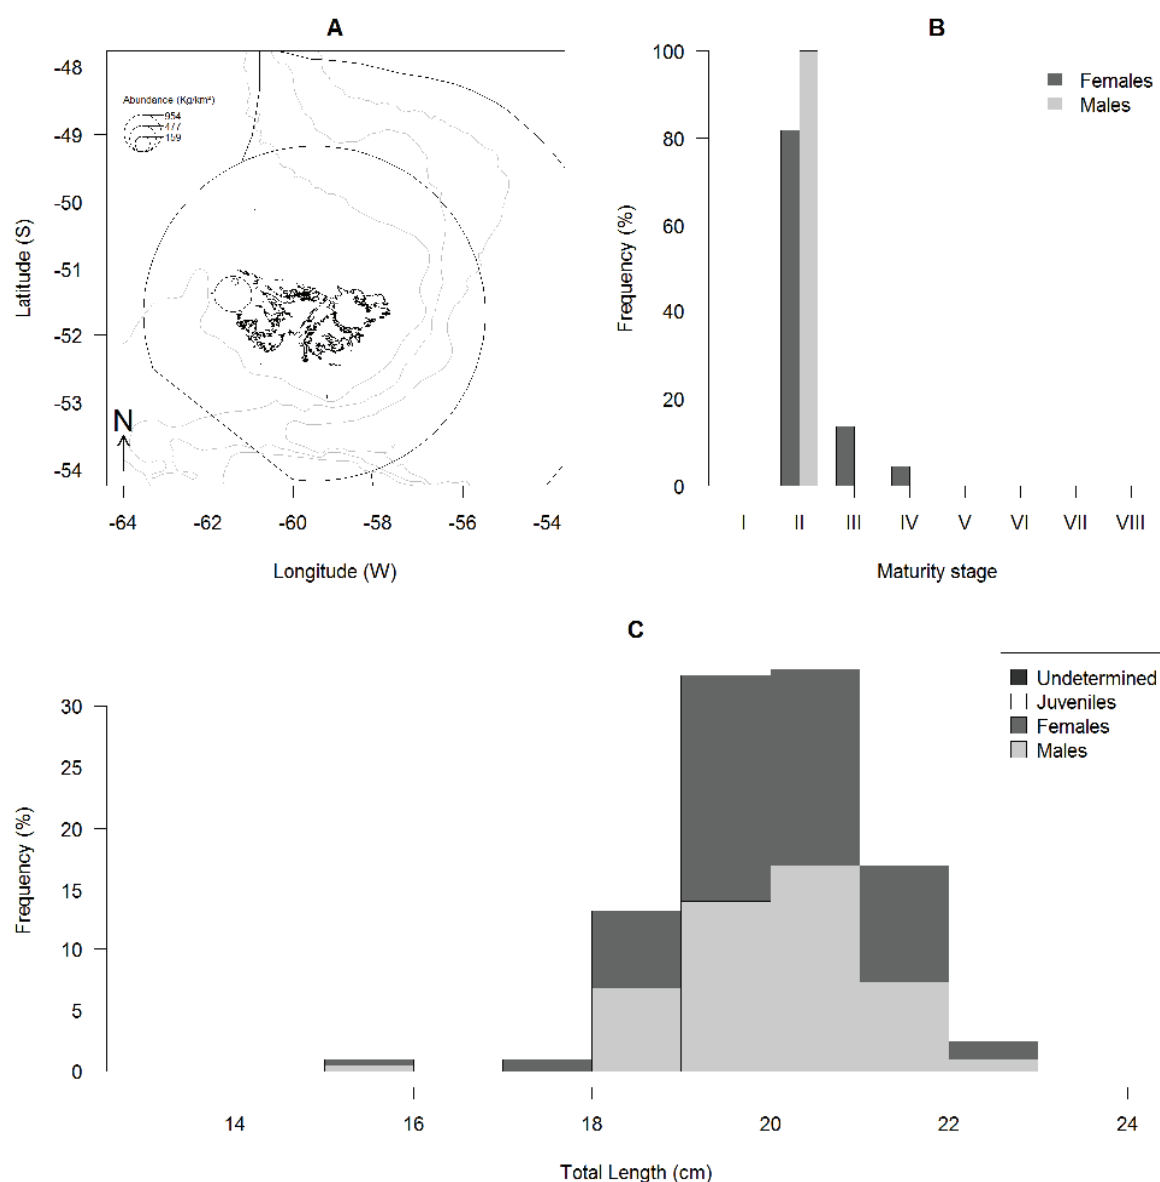 A
-48
-49
-50
-51
-52
-53
-54
Latitude (S)
Abundance (Kg/km²)
954
477
159
N
-64 -62 -60 -58 -56 -54
Longitude (W)
B
100
80
60
40
20
0
Frequency (%)
Females
Males
I II III IV V VI VII VIII
Maturity stage
C
30
25
20
15
10
5
0
Frequency (%)
Undetermined
Juveniles
Females
Males
14 16 18 20 22 24
Total Length (cm)